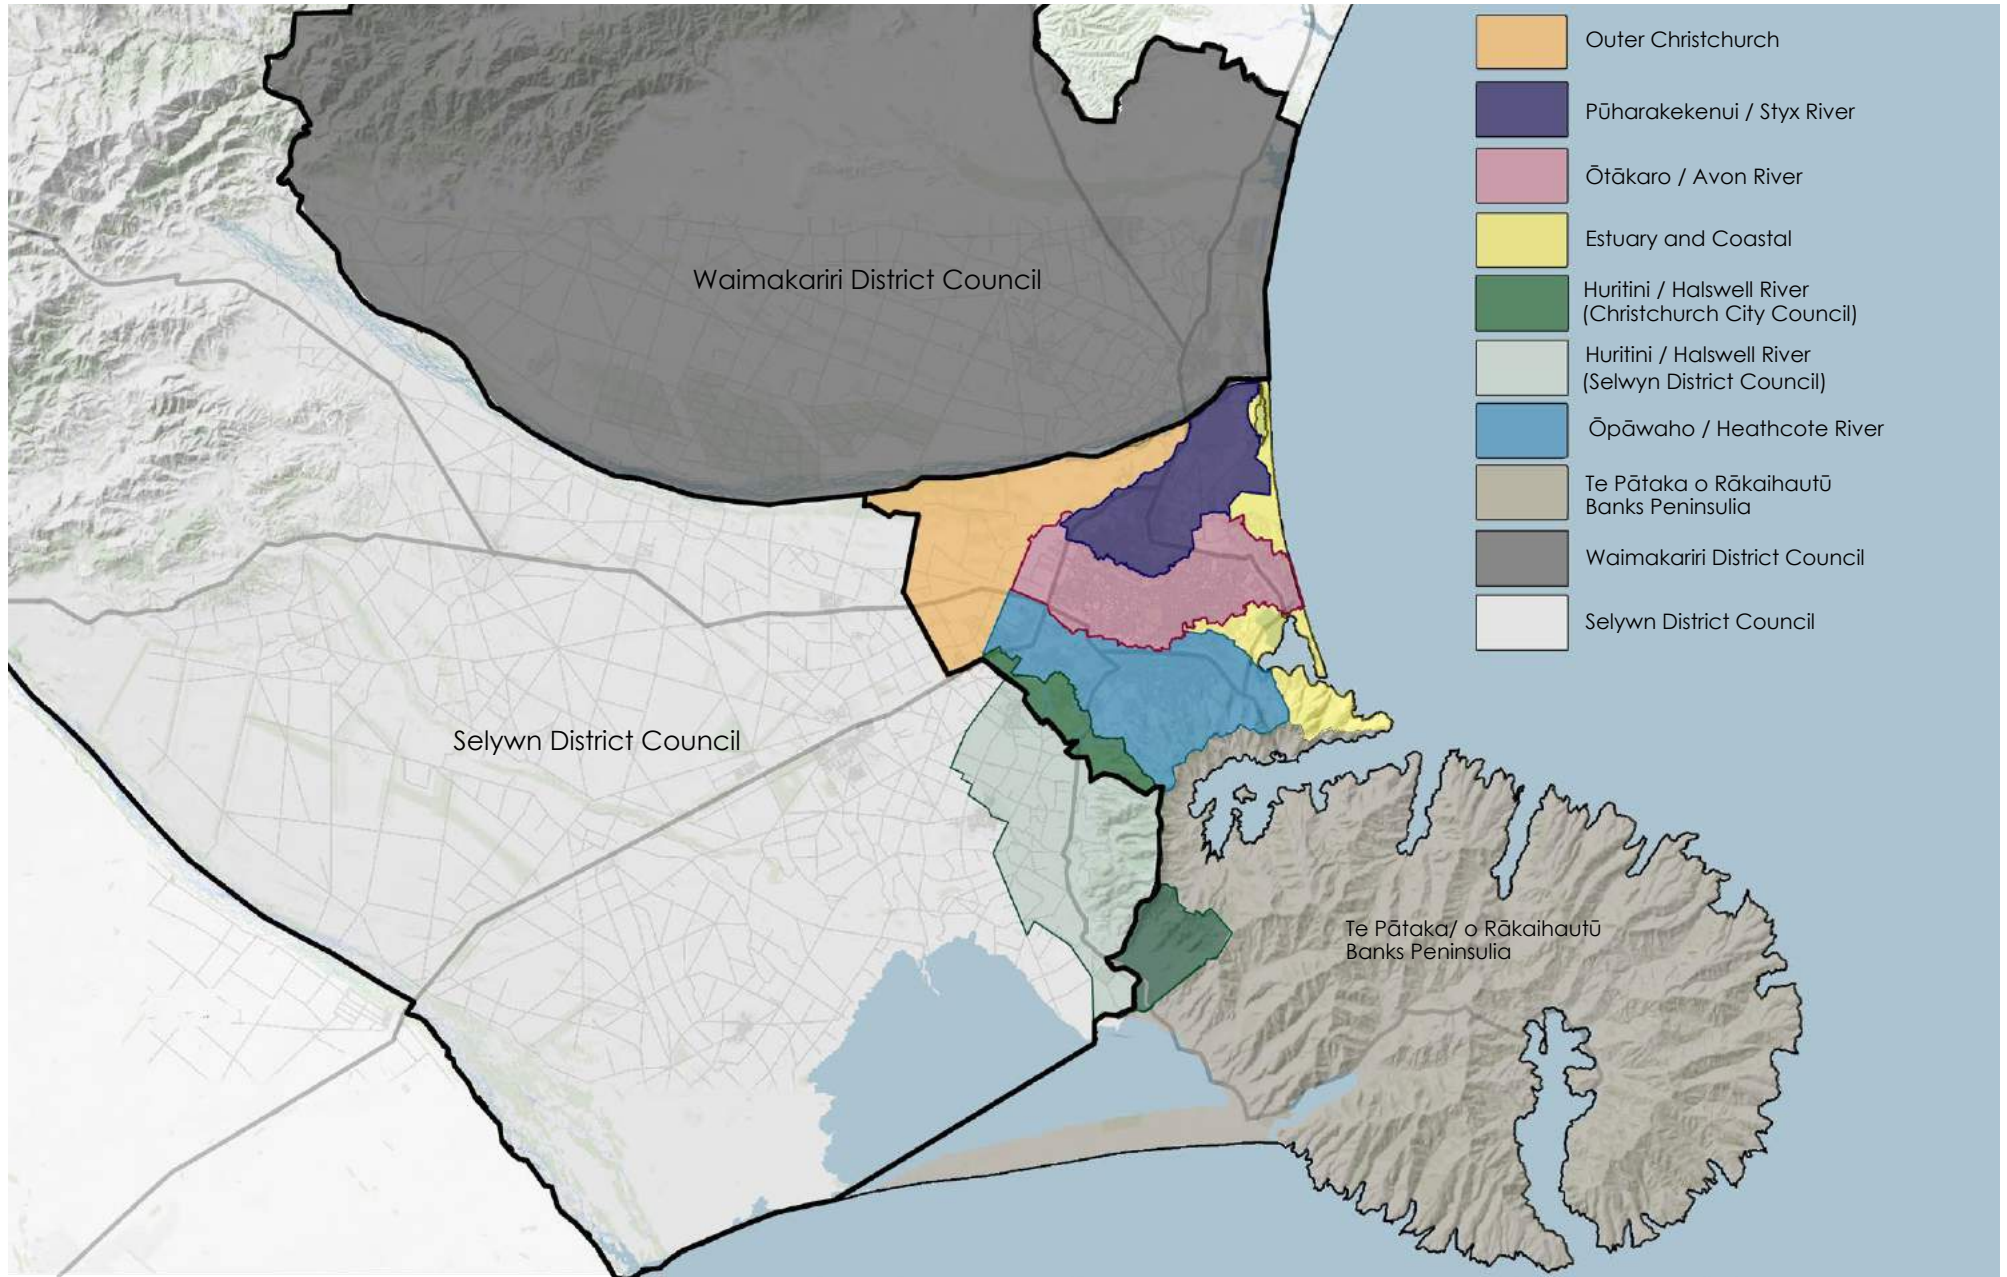 Outer Christchurch
Pūharakekenui / Styx River
Ōtākaro / Avon River
Estuary and Coastal
Huritini / Halswell River
(Christchurch City Council)
Huritini / Halswell River
(Selwyn District Council)
Ōpāwaho / Heathcote River
Te Pātaka o Rākaihautū
Banks Peninsulia
Waimakariri District Council
Selywn District Council
Waimakariri District Council
Selywn District Council
Te Pātaka/ o Rākaihautū
Banks Peninsulia